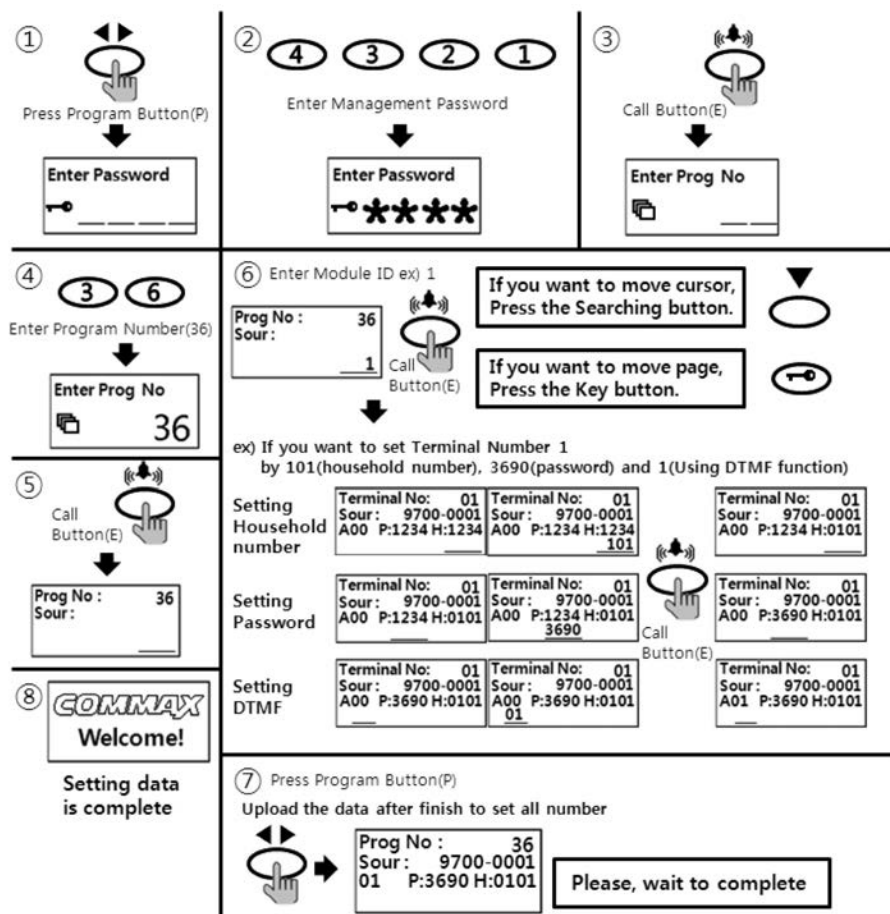 ①
Press Program Button(P)
Enter Password
②
4 3 2 1
Enter Management Password
Enter Password
③
Call Button(E)
Enter Prog No
④
3 6
Enter Program Number(36)
Enter Prog No
36
⑤
Call
Button(E)
Prog No : 36
Sour :
⑥ Enter Module ID ex) 1
Prog No : 36
Sour :
1
Call
Button(E)
If you want to move cursor,
Press the Searching button.
If you want to move page,
Press the Key button.
ex) If you want to set Terminal Number 1
by 101(household number), 3690(password) and 1(Using DTMF function)
Setting
Household
number
Terminal No: 01
Sour : 9700-0001
A00 P:1234 H:1234
Terminal No: 01
Sour : 9700-0001
A00 P:1234 H:1234
101
Terminal No: 01
Sour : 9700-0001
A00 P:1234 H:0101
Setting
Password
Terminal No: 01
Sour : 9700-0001
A00 P:1234 H:0101
Terminal No: 01
Sour : 9700-0001
A00 P:1234 H:0101
3690
Call
Button(E)
Terminal No: 01
Sour : 9700-0001
A00 P:3690 H:0101
Setting
DTMF
Terminal No: 01
Sour : 9700-0001
A00 P:3690 H:0101
Terminal No: 01
Sour : 9700-0001
A00 P:3690 H:0101
01
Terminal No: 01
Sour : 9700-0001
A01 P:3690 H:0101
⑦ Press Program Button(P)
Upload the data after finish to set all number
Prog No : 36
Sour : 9700-0001
01 P:3690 H:0101
Please, wait to complete
⑧
COMMAX
Welcome!
Setting data
is complete